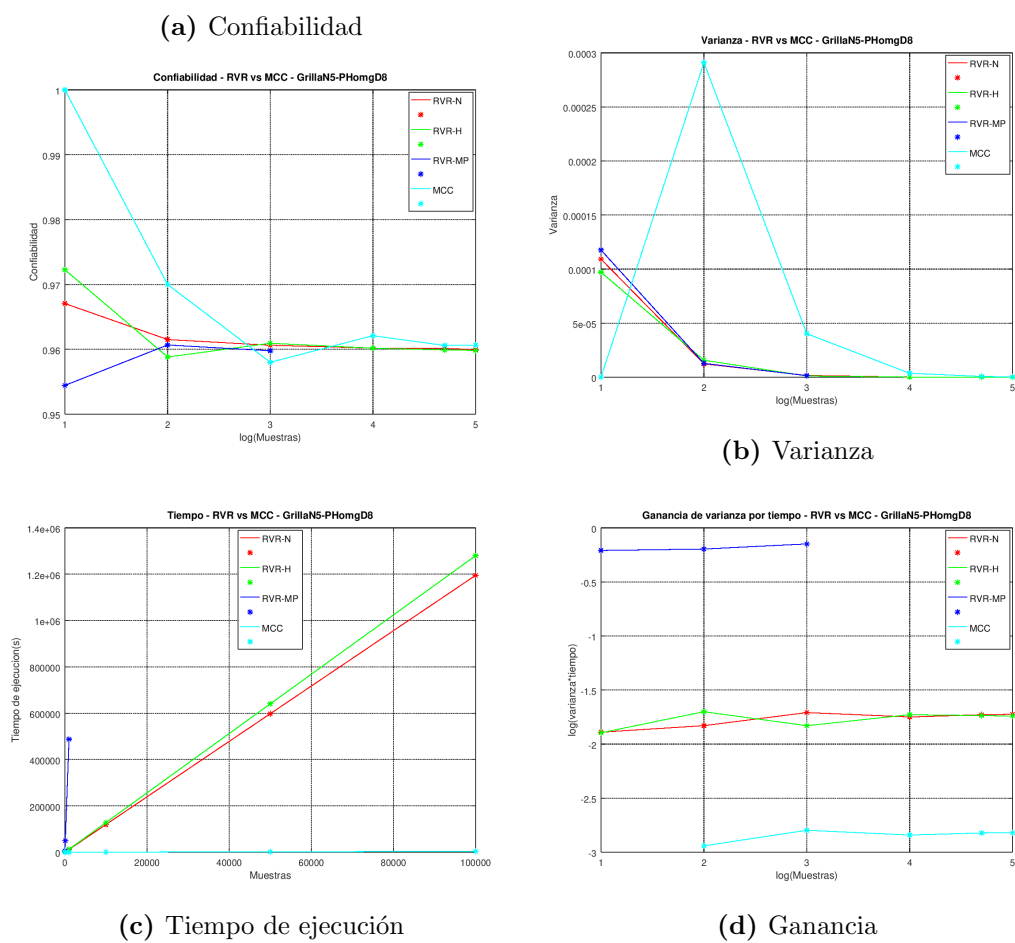 (a) Confiabilidad
Confiabilidad - RVR vs MCC - GrillaN5-PHomgD8
1
0.99
0.98
0.97
0.96
0.95
Confiabilidad
1 2 3 4 5
log(Muestras)
RVR-N
RVR-H
RVR-MP
MCC
Varianza - RVR vs MCC - GrillaN5-PHomgD8
0.0003
0.00025
0.0002
0.00015
0.0001
5e-05
0
Varianza
1 2 3 4 5
log(Muestras)
RVR-N
RVR-H
RVR-MP
MCC
(b) Varianza
Tiempo - RVR vs MCC - GrillaN5-PHomgD8
1.4e+06
1.2e+06
1e+06
800000
600000
400000
200000
0
Tiempo de ejecucion(s)
0 20000 40000 60000 80000 100000
Muestras
RVR-N
RVR-H
RVR-MP
MCC
(c) Tiempo de ejecución
Ganancia de varianza por tiempo - RVR vs MCC - GrillaN5-PHomgD8
0
-0.5
-1
-1.5
-2
-2.5
-3
log(varianza*tiempo)
1 2 3 4 5
log(Muestras)
RVR-N
RVR-H
RVR-MP
MCC
(d) Ganancia